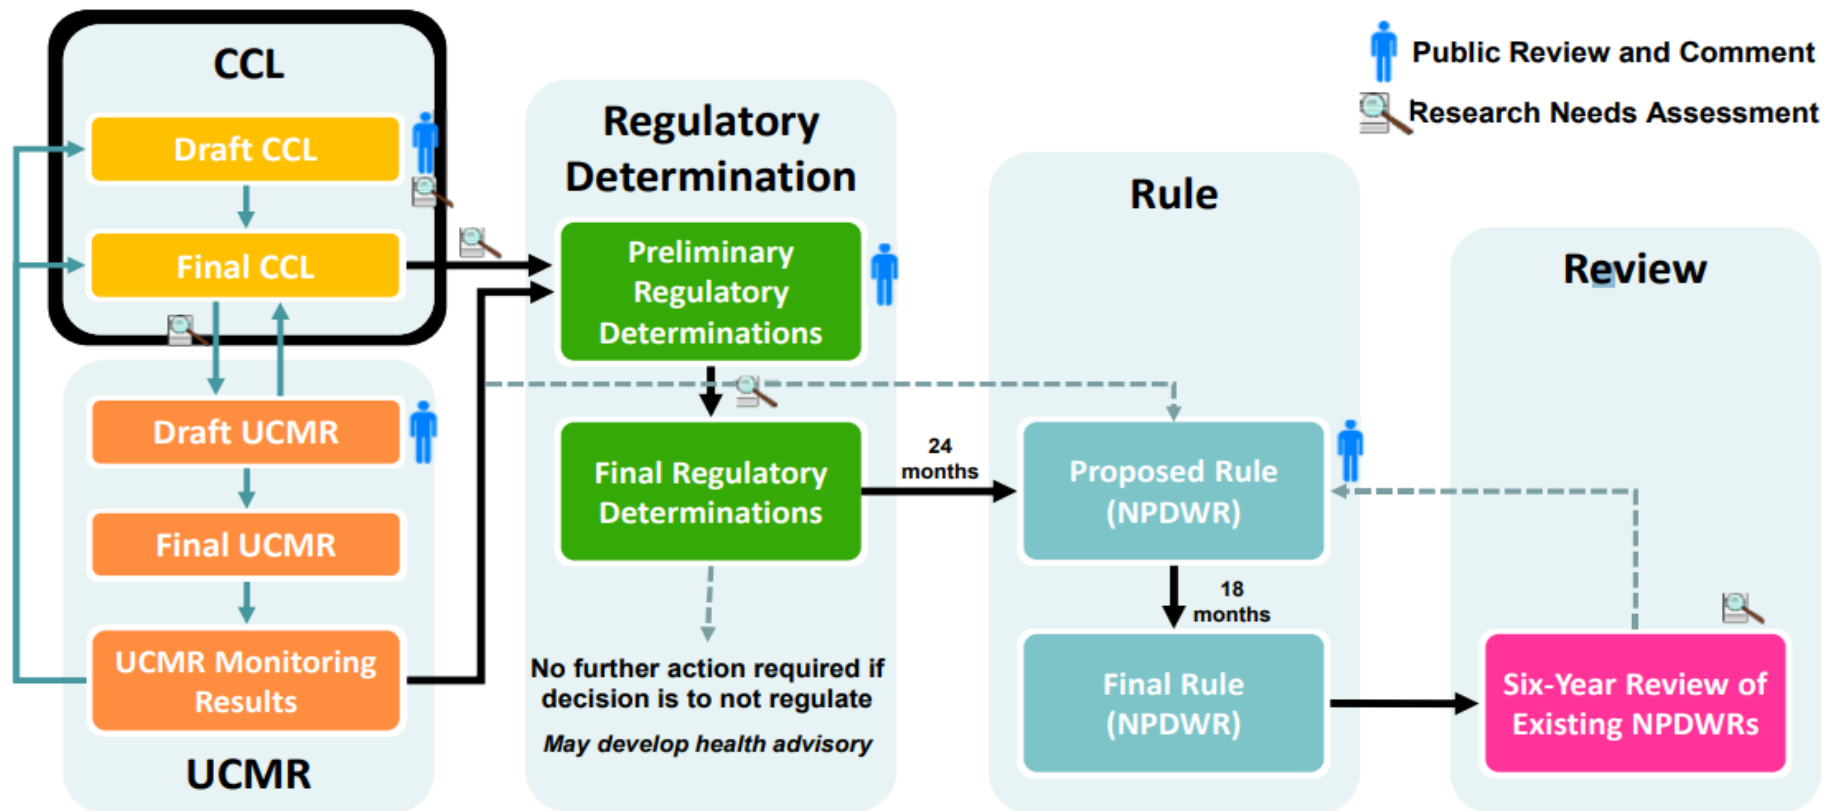 CCL
Draft CCL
Final CCL
Draft UCMR
Final UCMR
UCMR Monitoring
Results
UCMR
Regulatory
Determination
Preliminary
Regulatory
Determinations
Final Regulatory
Determinations
No further action required if
decision is to not regulate
May develop health advisory
24
months
Rule
Proposed Rule
(NPDWR)
18
months
Final Rule
(NPDWR)
Public Review and Comment
Research Needs Assessment
Review
Six-Year Review of
Existing NPDWRs